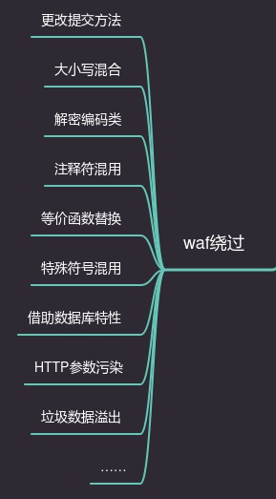 更改提交方法
大小写混合
解密编码类
注释符混用
等价函数替换
特殊符号混用
借助数据库特性
HTTP参数污染
垃圾数据溢出
……
waf绕过